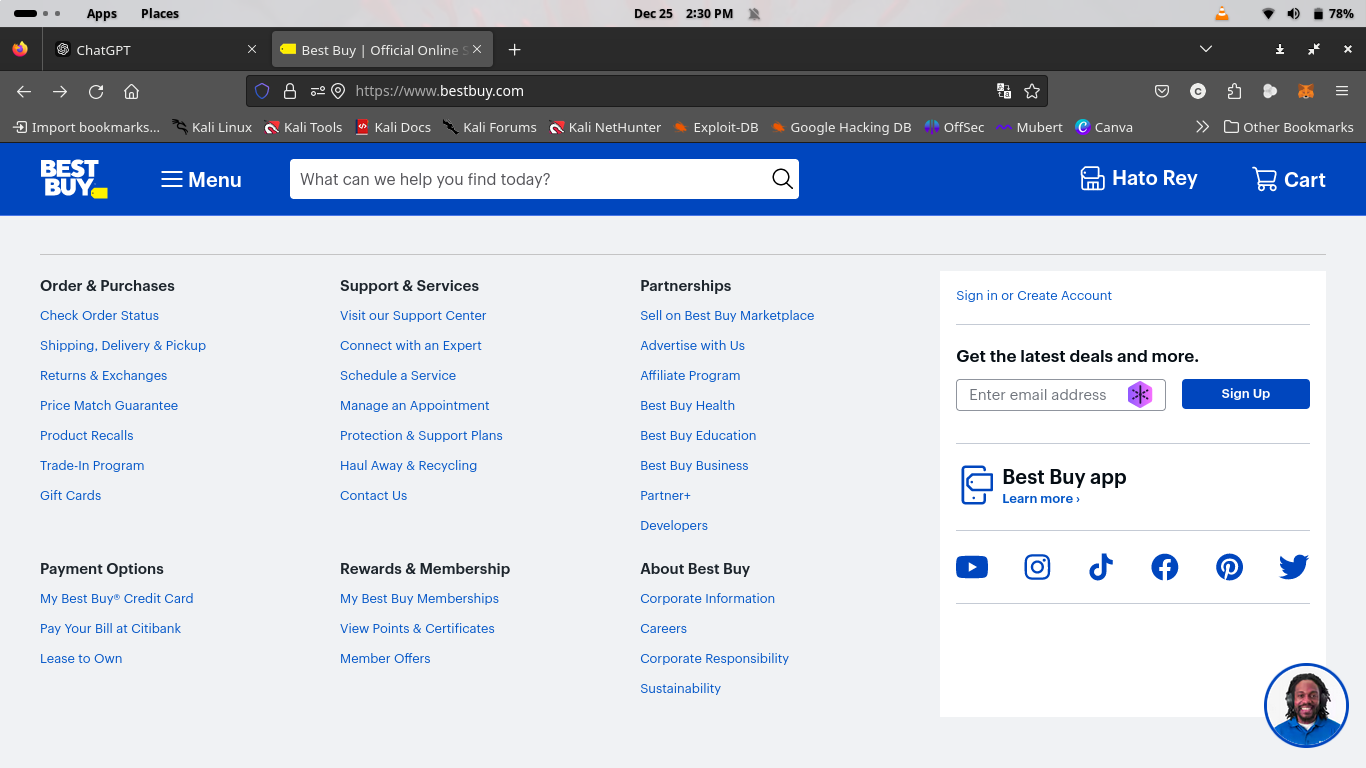 Apps Places Dec 25 2:30 PM 78%
ChatGPT Best Buy | Official Online S
https://www.bestbuy.com
Import bookmarks... Kali Linux Kali Tools Kali Docs Kali Forums Kali NetHunter Exploit-DB Google Hacking DB OffSec Mubert Canva Other Bookmarks
BEST BUY Menu What can we help you find today? Hato Rey Cart
Order & Purchases
Check Order Status
Shipping, Delivery & Pickup
Returns & Exchanges
Price Match Guarantee
Product Recalls
Trade-In Program
Gift Cards
Support & Services
Visit our Support Center
Connect with an Expert
Schedule a Service
Manage an Appointment
Protection & Support Plans
Haul Away & Recycling
Contact Us
Partnerships
Sell on Best Buy Marketplace
Advertise with Us
Affiliate Program
Best Buy Health
Best Buy Education
Best Buy Business
Partner+
Developers
Payment Options
My Best Buy® Credit Card
Pay Your Bill at Citibank
Lease to Own
Rewards & Membership
My Best Buy Memberships
View Points & Certificates
Member Offers
About Best Buy
Corporate Information
Careers
Corporate Responsibility
Sustainability
Sign in or Create Account
Get the latest deals and more.
Enter email address Sign Up
Best Buy app
Learn more ›